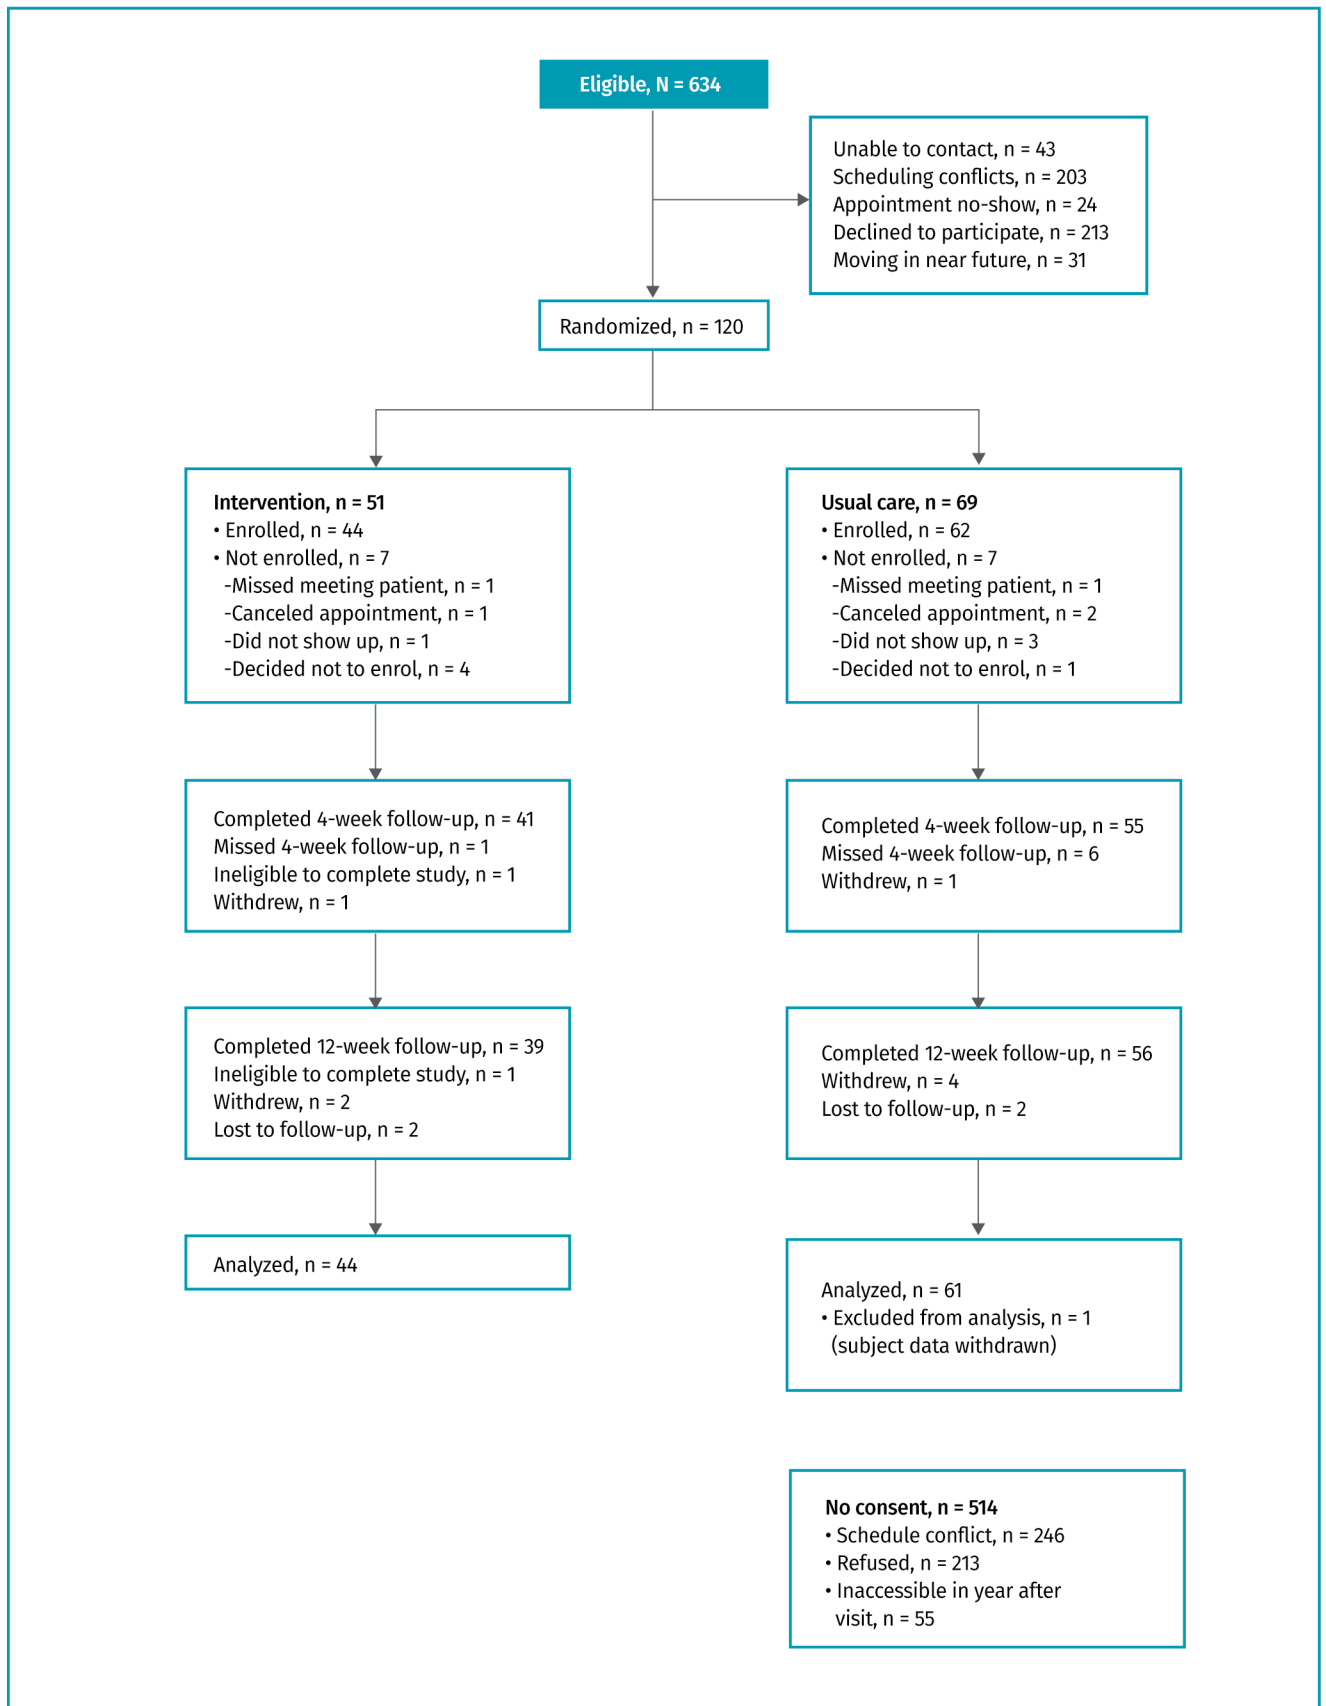 Eligible, N = 634
Unable to contact, n = 43
Scheduling conflicts, n = 203
Appointment no-show, n = 24
Declined to participate, n = 213
Moving in near future, n = 31
Randomized, n = 120
Intervention, n = 51
• Enrolled, n = 44
• Not enrolled, n = 7
-Missed meeting patient, n = 1
-Canceled appointment, n = 1
-Did not show up, n = 1
-Decided not to enrol, n = 4
Usual care, n = 69
• Enrolled, n = 62
• Not enrolled, n = 7
-Missed meeting patient, n = 1
-Canceled appointment, n = 2
-Did not show up, n = 3
-Decided not to enrol, n = 1
Completed 4-week follow-up, n = 41
Missed 4-week follow-up, n = 1
Ineligible to complete study, n = 1
Withdrew, n = 1
Completed 4-week follow-up, n = 55
Missed 4-week follow-up, n = 6
Withdrew, n = 1
Completed 12-week follow-up, n = 39
Ineligible to complete study, n = 1
Withdrew, n = 2
Lost to follow-up, n = 2
Completed 12-week follow-up, n = 56
Withdrew, n = 4
Lost to follow-up, n = 2
Analyzed, n = 44
Analyzed, n = 61
• Excluded from analysis, n = 1
(subject data withdrawn)
No consent, n = 514
• Schedule conflict, n = 246
• Refused, n = 213
• Inaccessible in year after
visit, n = 55